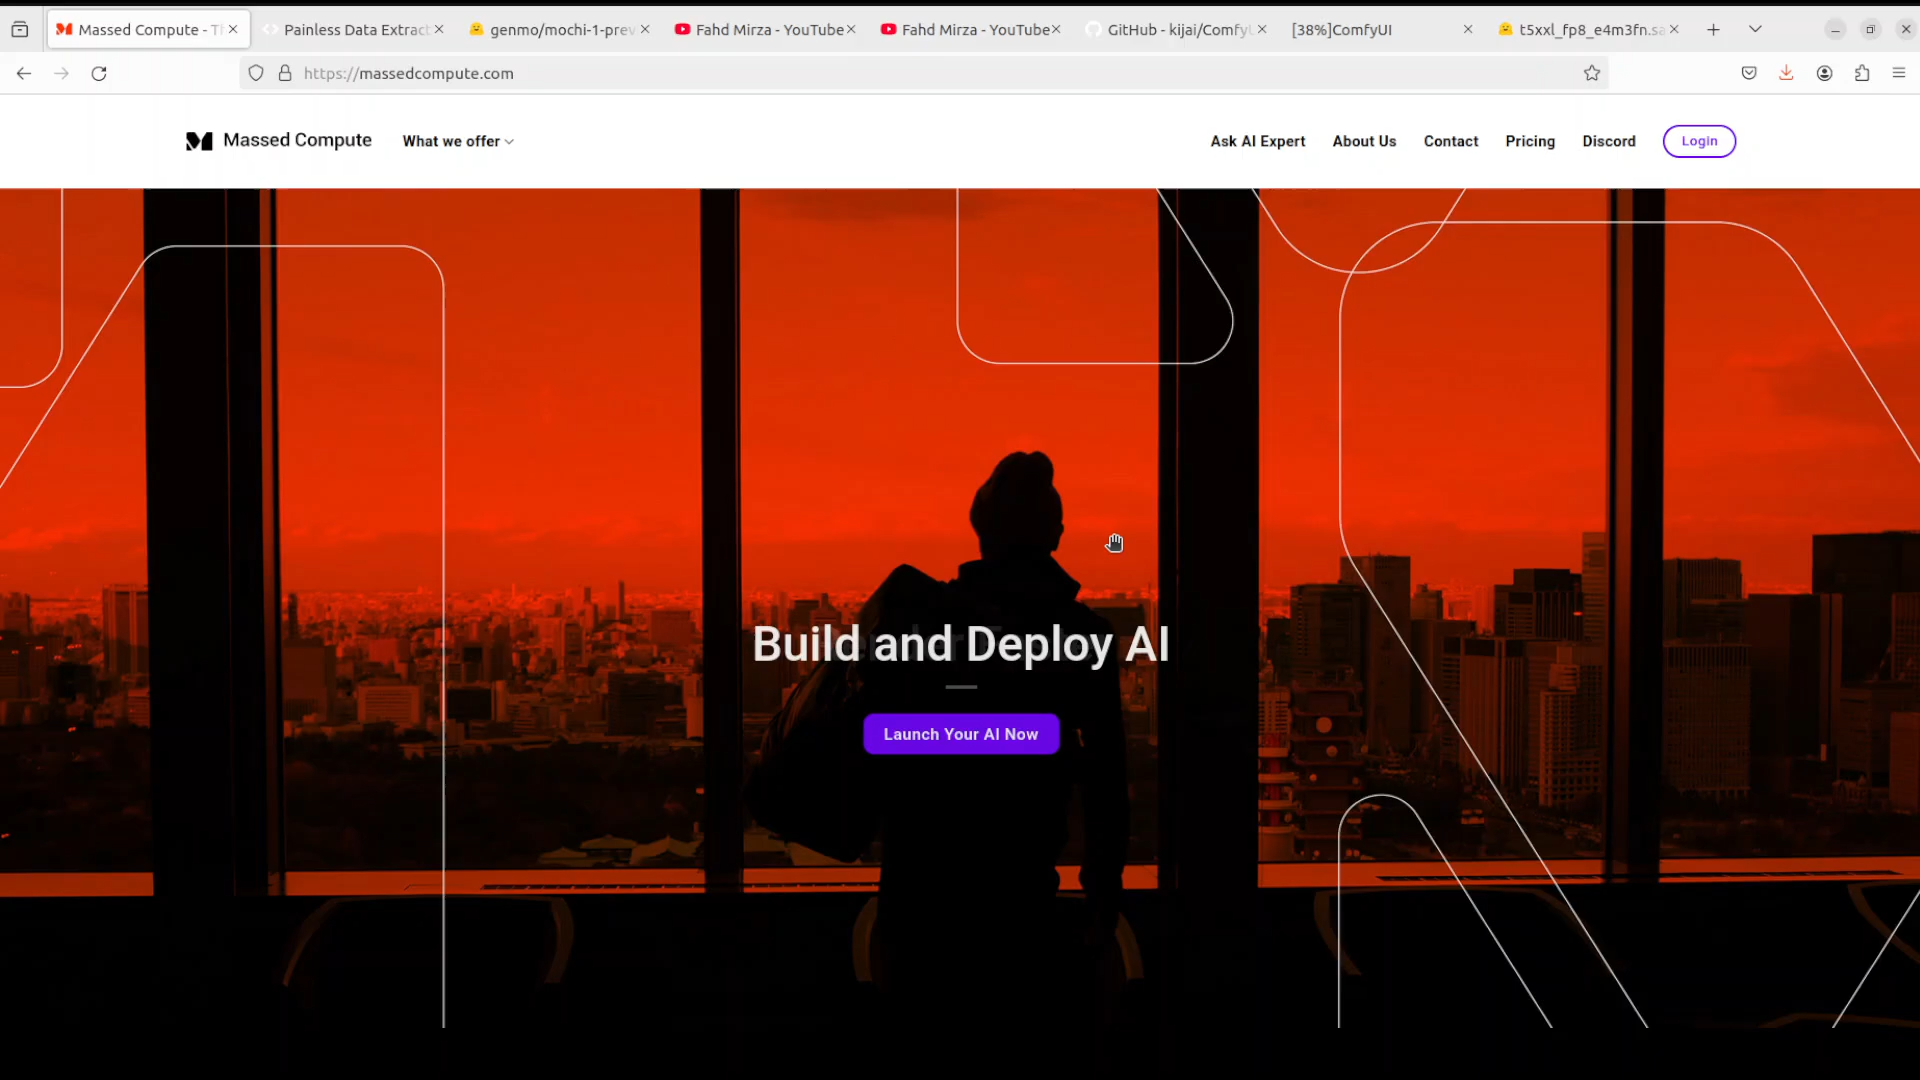 Massed Compute - T
Painless Data Extract
genmo/mochi-1-prev
Fahd Mirza - YouTube
Fahd Mirza - YouTube
GitHub - kijai/ComfyU
[38%]ComfyUI
t5xxl_fp8_e4m3fn.sa
https://massedcompute.com
Massed Compute
What we offer
Ask AI Expert
About Us
Contact
Pricing
Discord
Login
Build and Deploy AI
Launch Your AI Now